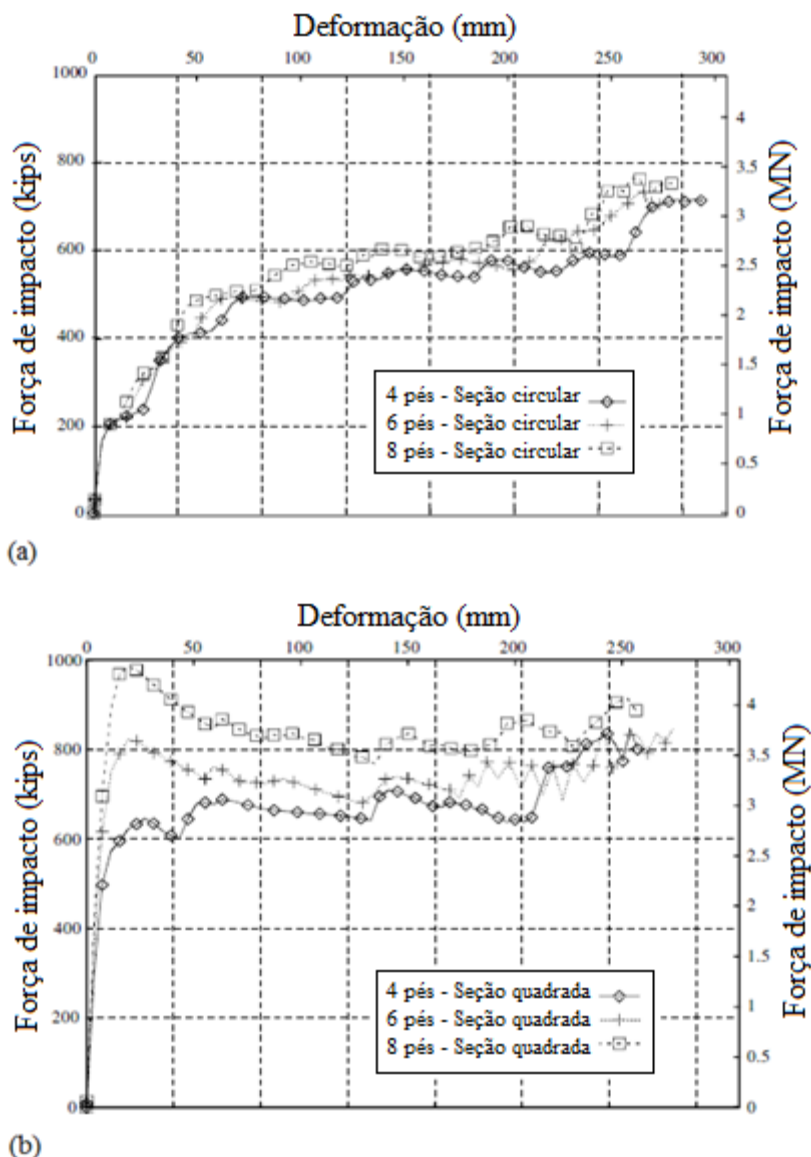 Deformação (mm)
0 50 100 150 200 250 300
1000
800
600
400
200
0
Força de impacto (kips)
4
3.5
3
2.5
2
1.5
1
0.5
0
Força de impacto (MN)
4 pés - Seção circular
6 pés - Seção circular
8 pés - Seção circular
(a)
Deformação (mm)
0 50 100 150 200 250 300
1000
800
600
400
200
0
Força de impacto (kips)
4
3.5
3
2.5
2
1.5
1
0.5
0
Força de impacto (MN)
4 pés - Seção quadrada
6 pés - Seção quadrada
8 pés - Seção quadrada
(b)